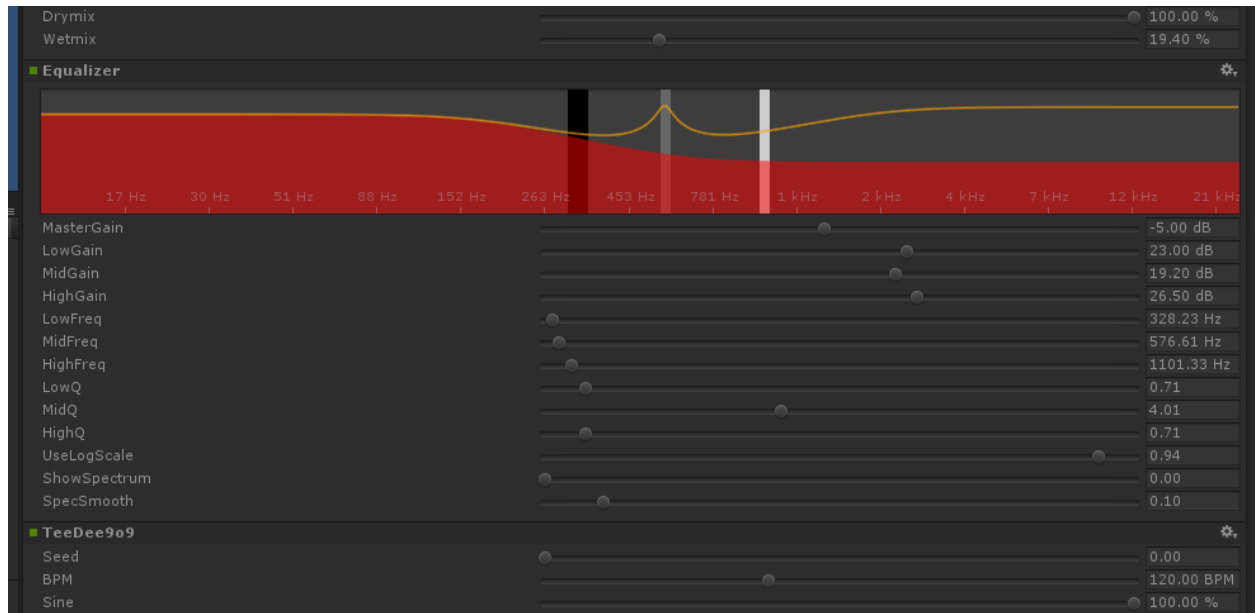 Drymix 100.00 %
Wetmix 19.40 %
Equalizer
17 Hz 30 Hz 51 Hz 88 Hz 152 Hz 263 Hz 453 Hz 781 Hz 1 kHz 2 kHz 4 kHz 7 kHz 12 kHz 21 kHz
MasterGain -5.00 dB
LowGain 23.00 dB
MidGain 19.20 dB
HighGain 26.50 dB
LowFreq 328.23 Hz
MidFreq 576.61 Hz
HighFreq 1101.33 Hz
LowQ 0.71
MidQ 4.01
HighQ 0.71
UseLogScale 0.94
ShowSpectrum 0.00
SpecSmooth 0.10
TeeDee9o9
Seed 0.00
BPM 120.00 BPM
Sine 100.00 %